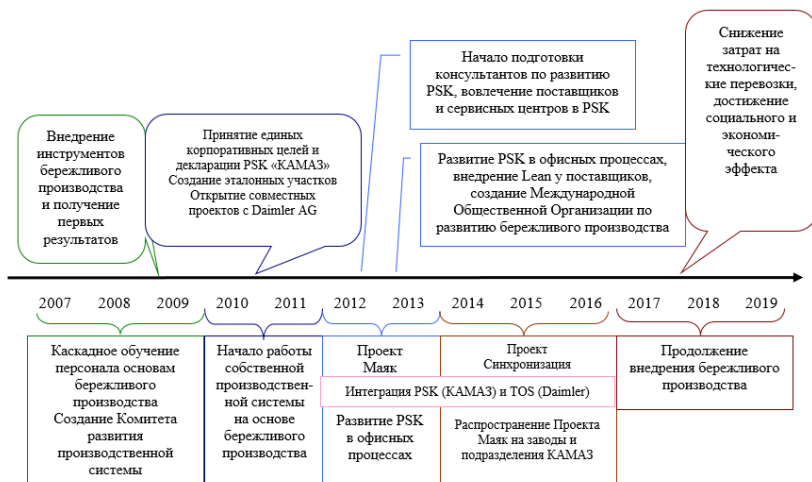 Внедрение
инструментов
бережливого
производства
и получение
первых
результатов
Принятие единых
корпоративных целей и
декларации PSK «КАМАЗ»
Создание эталонных участков
Открытие совместных
проектов с Daimler AG
Начало подготовки
консультантов по развитию
PSK, вовлечение поставщиков
и сервисных центров в PSK
Развитие PSK в офисных процессах,
внедрение Lean у поставщиков,
создание Международной
Общественной Организации по
развитию бережливого производства
Снижение
затрат на
технологичес-
кие перевозки,
достижение
социального и
экономи-
ческого
эффекта
2007 2008 2009 2010 2011 2012 2013 2014 2015 2016 2017 2018 2019
Каскадное обучение
персонала основам
бережливого
производства
Создание Комитета
развития
производственной
системы
Начало работы
собственной
производствен-
ной системы
на основе
бережливого
производства
Проект
Маяк
Проект
Синхронизация
Интеграция PSK (КАМАЗ) и TOS (Daimler)
Развитие PSK
в офисных
процессах
Распространение Проекта
Маяк на заводы и
подразделения КАМАЗ
Продолжение
внедрения бережливого
производства